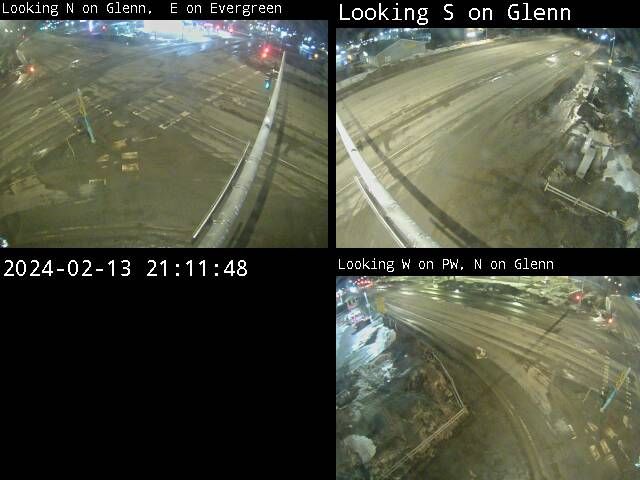 Looking N on Glenn, E on Evergreen
Looking S on Glenn
2024-02-13 21:11:48
Looking W on PW, N on Glenn